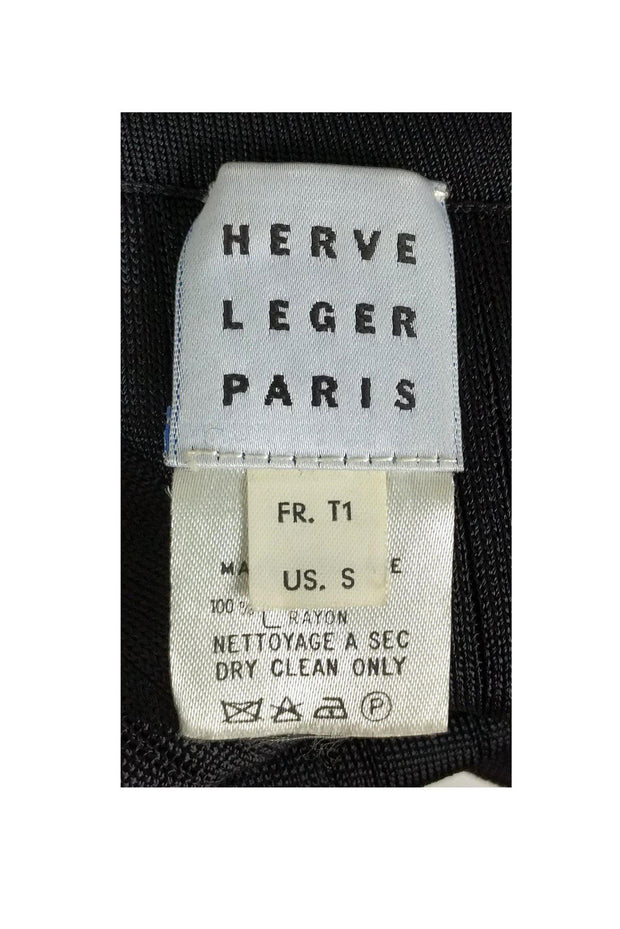 HERVE
LEGER
PARIS
FR. T1
US. S
100 %
RAYON
NETTOYAGE A SEC
DRY CLEAN ONLY
P